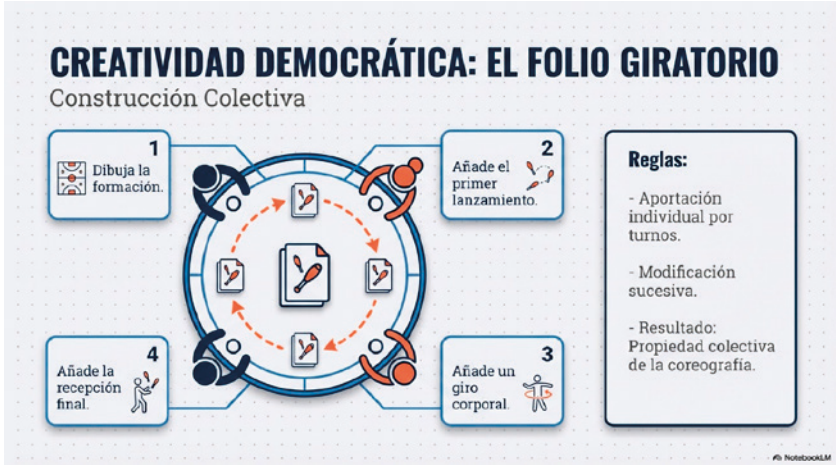 CREATIVIDAD DEMOCRÁTICA: EL FOLIO GIRATORIO
Construcción Colectiva
1
Dibuja la
formación.
2
Añade el
primer
lanzamiento.
3
Añade un
giro
corporal.
4
Añade la
recepción
final.
Reglas:
- Aportación
individual por
turnos.
- Modificación
sucesiva.
- Resultado:
Propiedad colectiva
de la coreografía.
NotebookLM